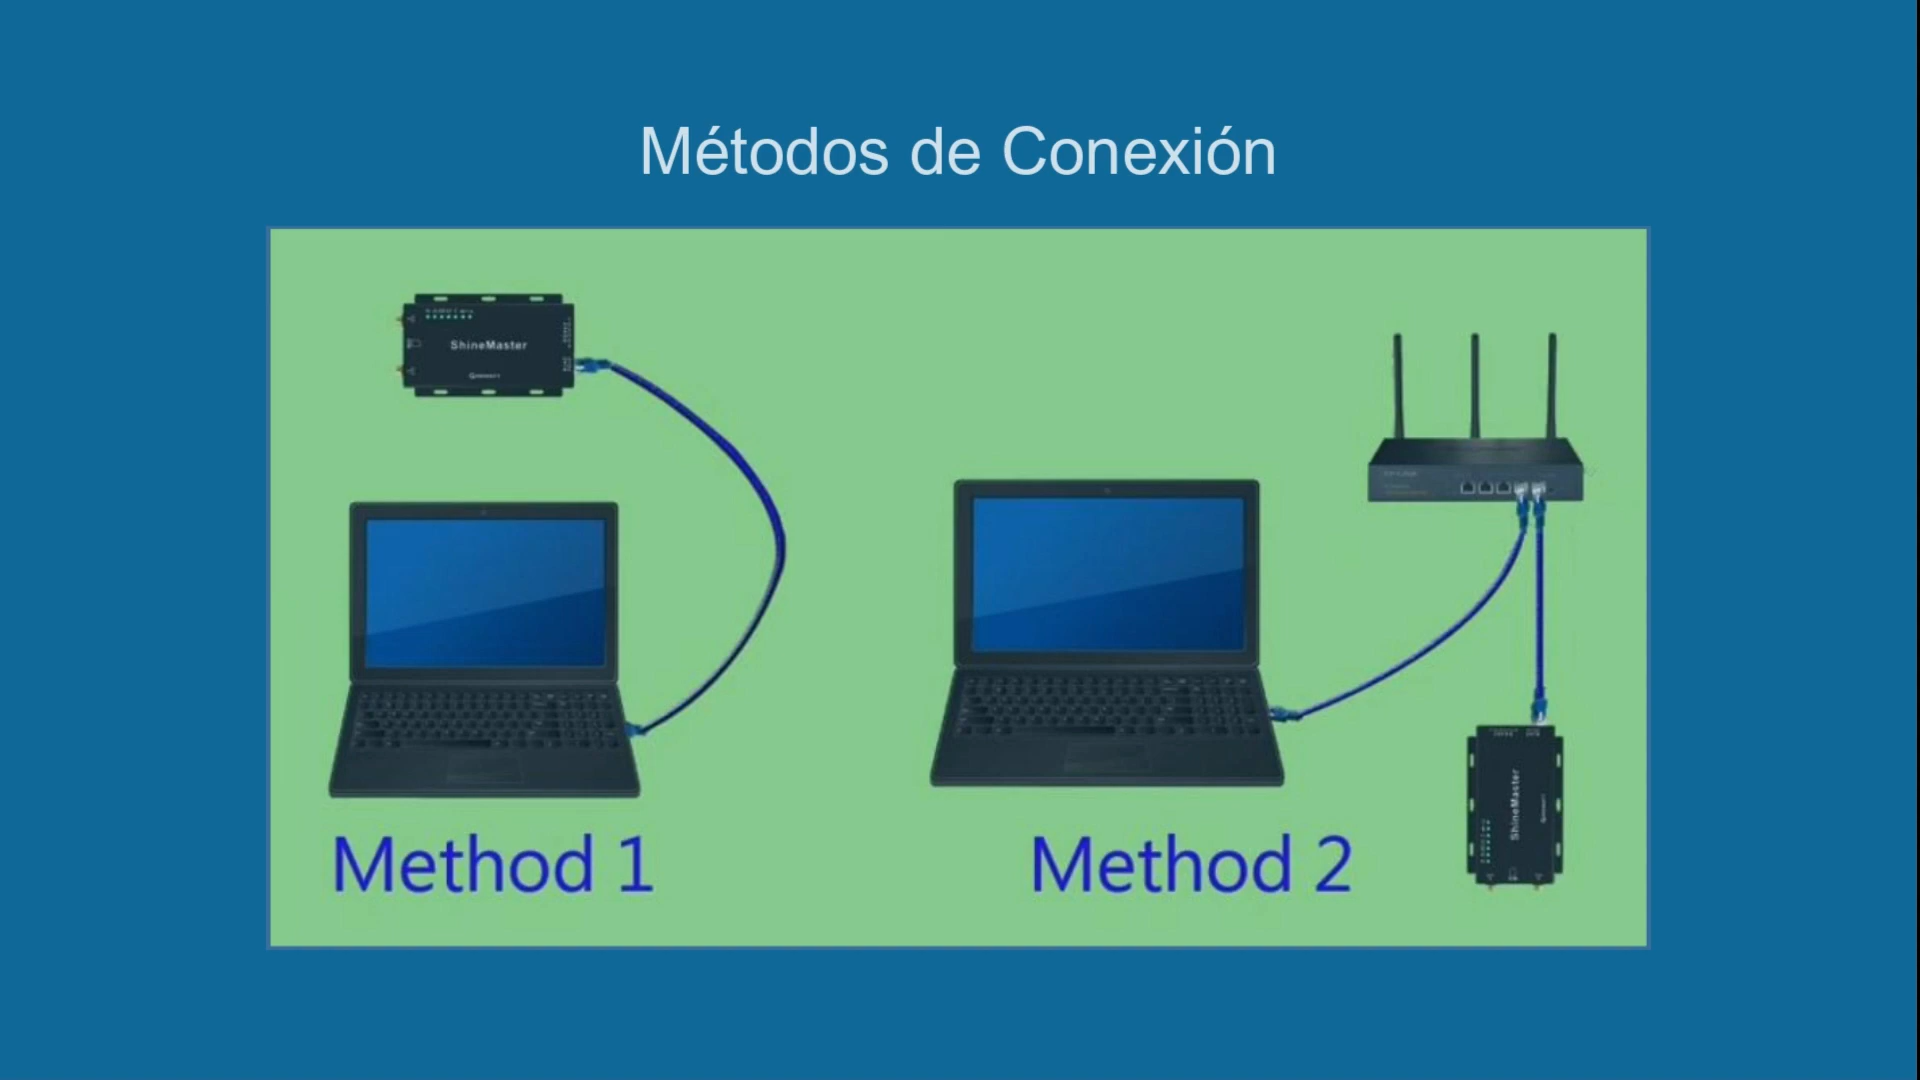 Métodos de Conexión
ShineMaster
Method 1
Method 2
ShineMaster